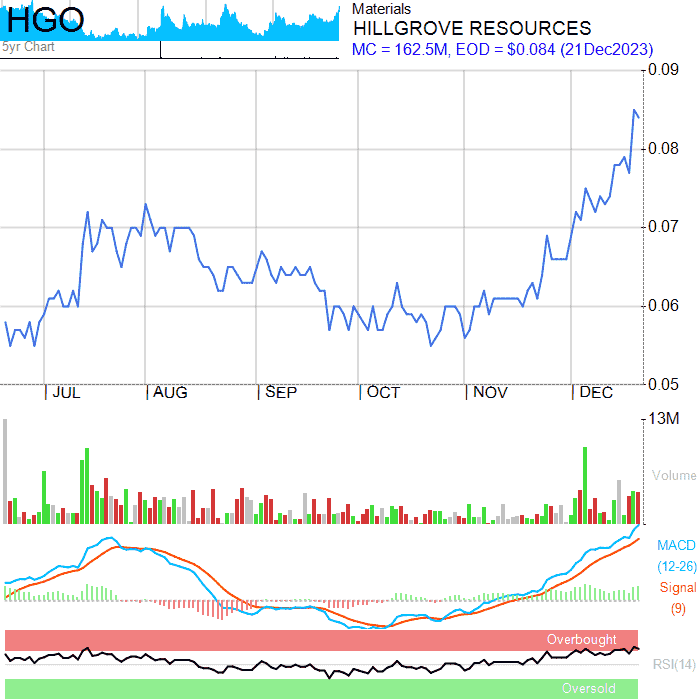 HGO
5yr Chart
Materials
HILLGROVE RESOURCES
MC = 162.5M, EOD = $0.084 (21Dec2023)
0.09
0.08
0.07
0.06
0.05
JUL AUG SEP OCT NOV DEC
13M
Volume
MACD
(12-26)
Signal
(9)
Overbought
RSI(14)
Oversold